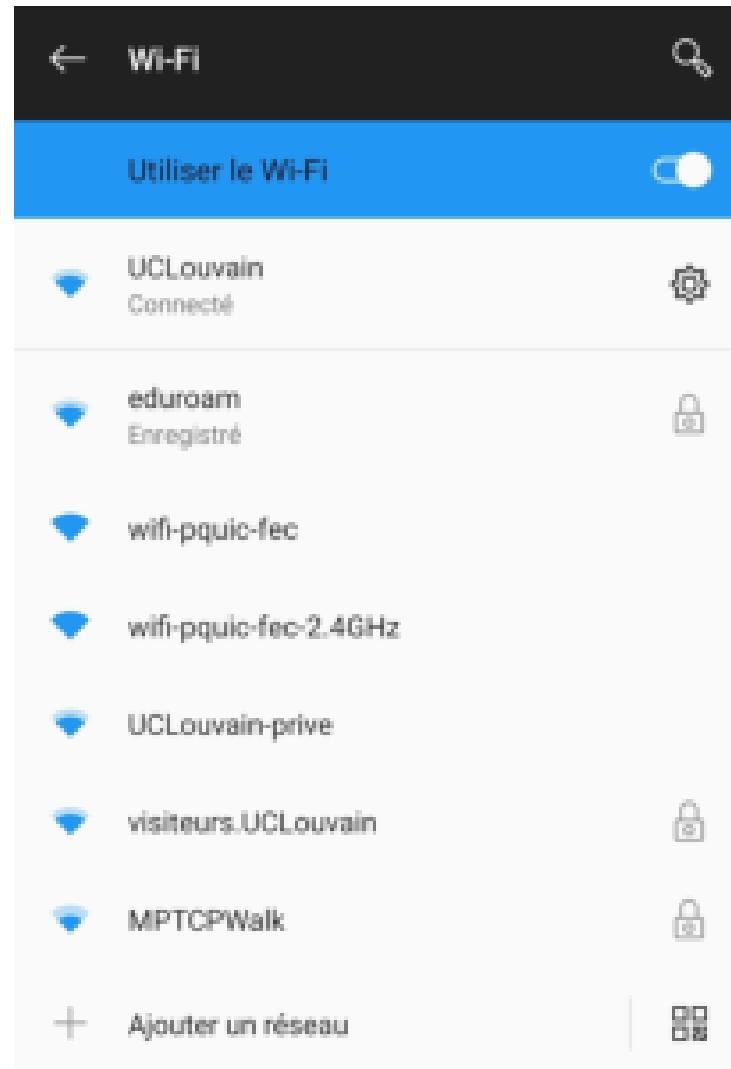 Wi-Fi
Utiliser le Wi-Fi
UCLouvain
Connecté
eduroam
Enregistré
wifi-pquic-fec
wifi-pquic-fec-2.4GHz
UCLouvain-prive
visiteurs.UCLouvain
MPTCPWalk
Ajouter un réseau